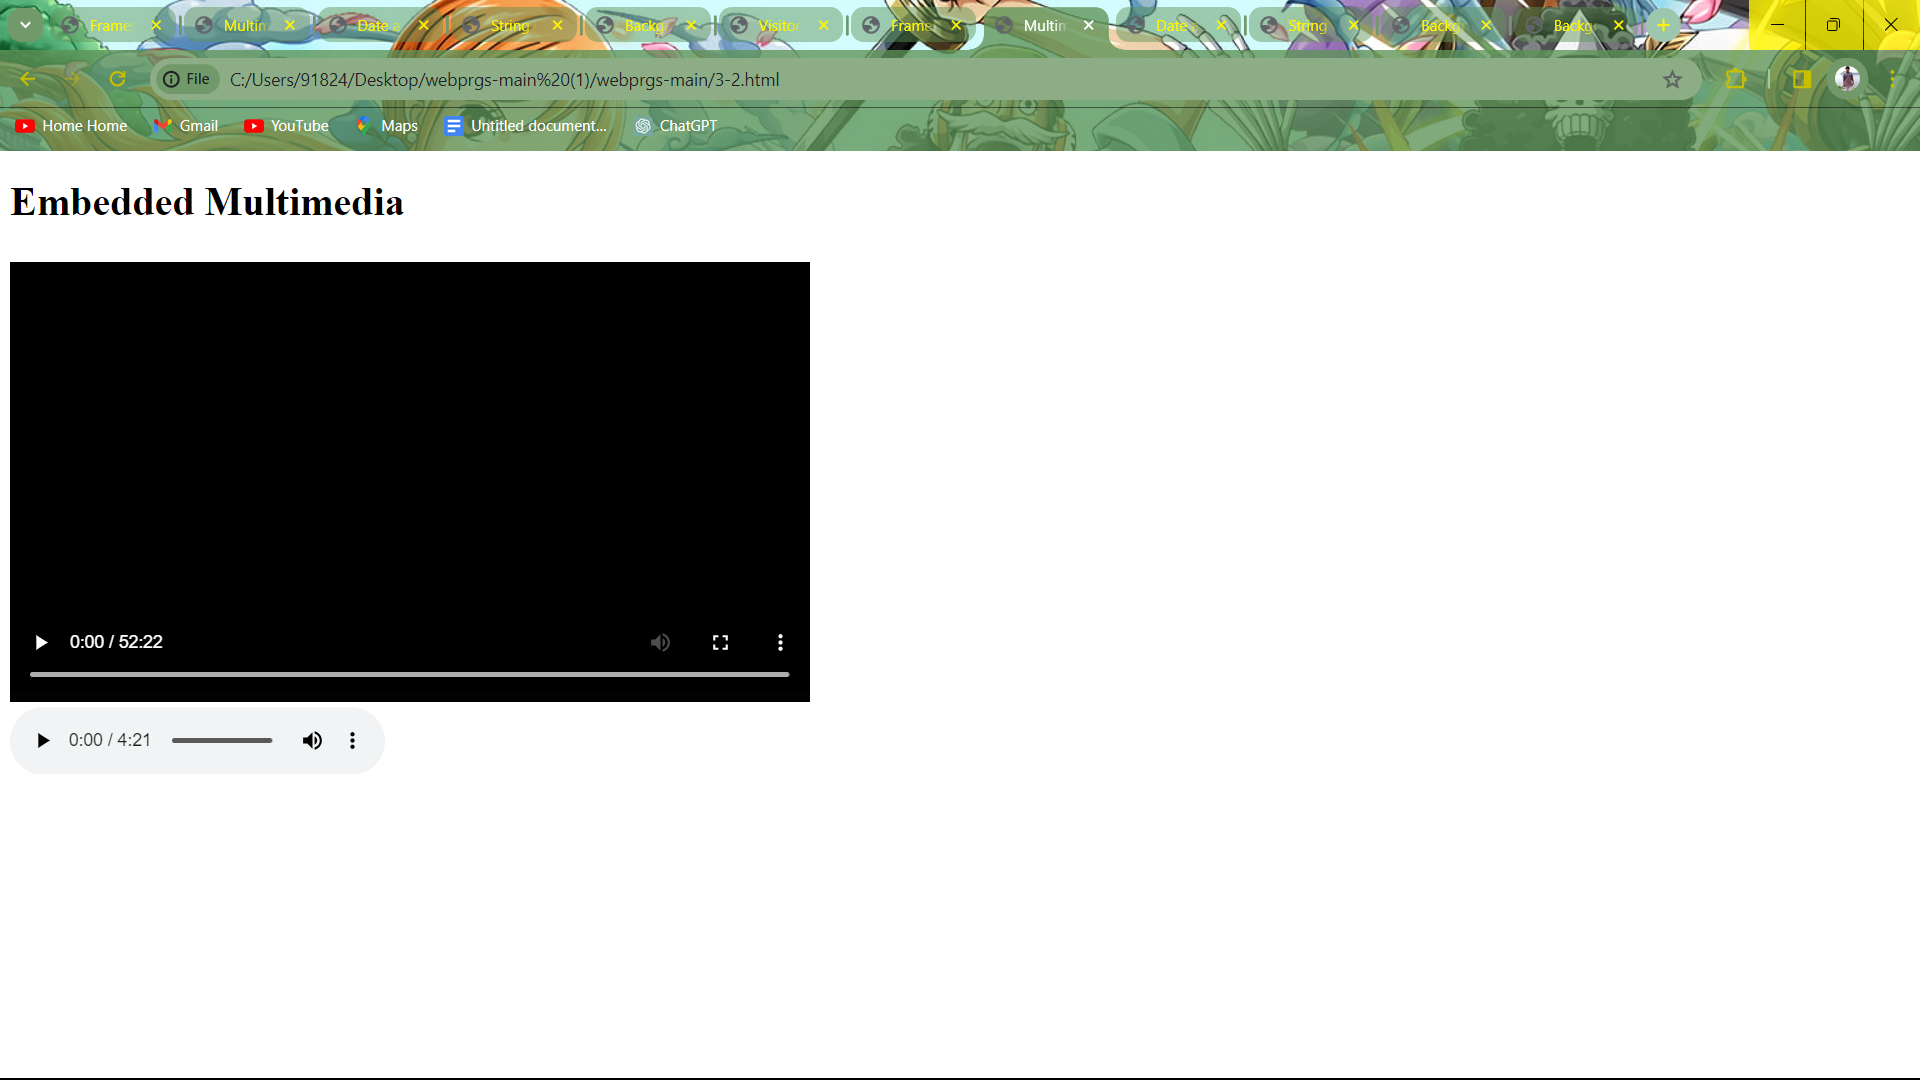 Frame Multim Date a String Backg Visitor Frame Multim Date a String Backg Backg
File C:/Users/91824/Desktop/webprgs-main%20(1)/webprgs-main/3-2.html
Home Home Gmail YouTube Maps Untitled document... ChatGPT
Embedded Multimedia
0:00 / 52:22
0:00 / 4:21